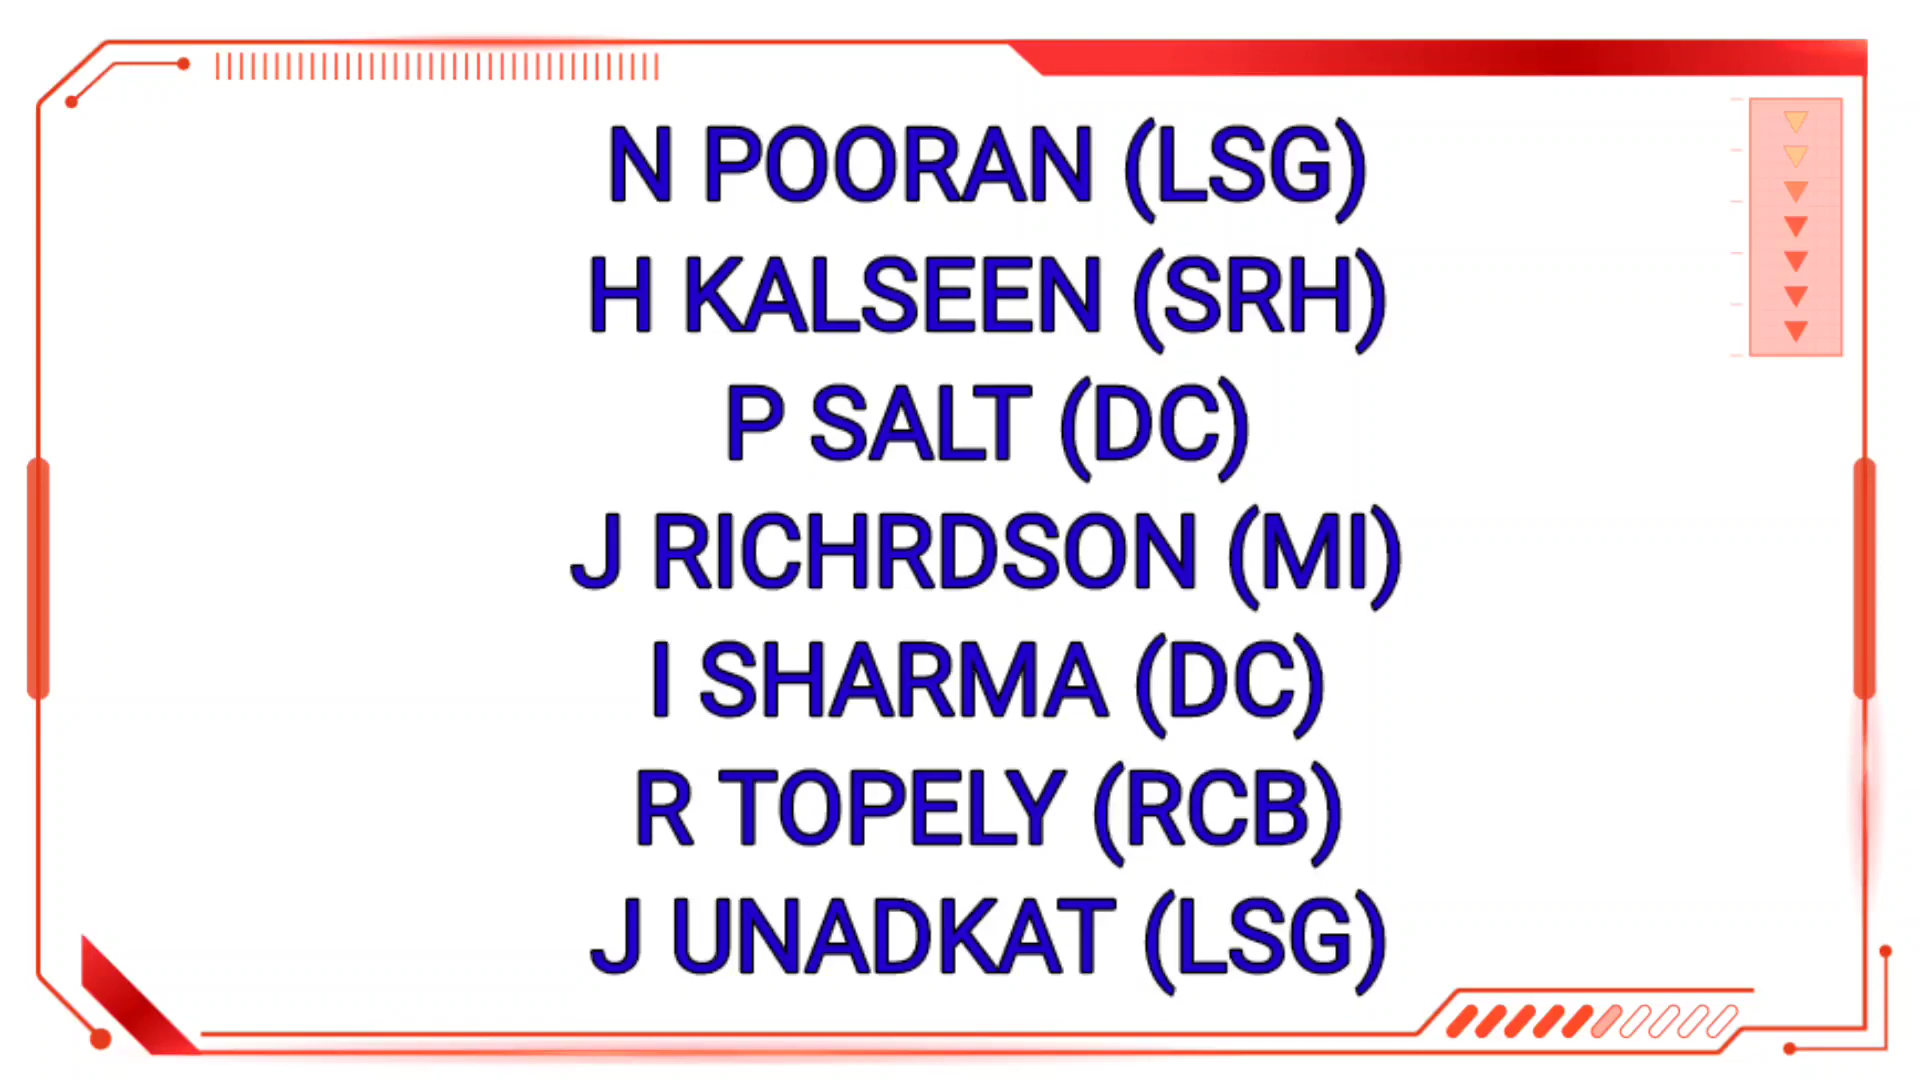 N POORAN (LSG)
H KALSEEN (SRH)
P SALT (DC)
J RICHRDSON (MI)
I SHARMA (DC)
R TOPELY (RCB)
J UNADKAT (LSG)